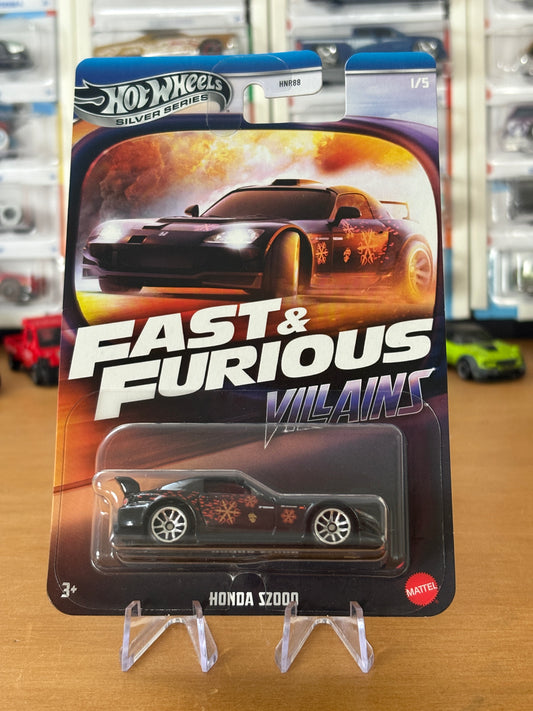 HOT WHEELS
SILVER SERIES
HNR88
1/5
FAST &
FURIOUS
VILLAINS
3+
HONDA S2000
MATTEL